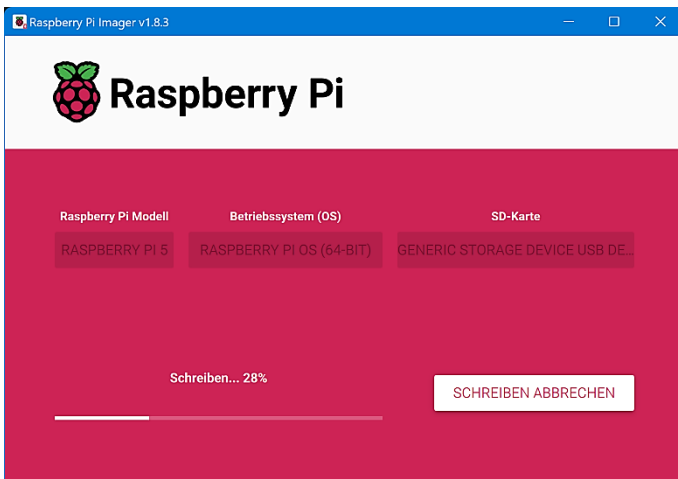 Raspberry Pi Imager v1.8.3
Raspberry Pi
Raspberry Pi Modell
Betriebssystem (OS)
SD-Karte
RASPBERRY PI 5
RASPBERRY PI OS (64-BIT)
GENERIC STORAGE DEVICE USB DE...
Schreiben... 28%
SCHREIBEN ABBRECHEN